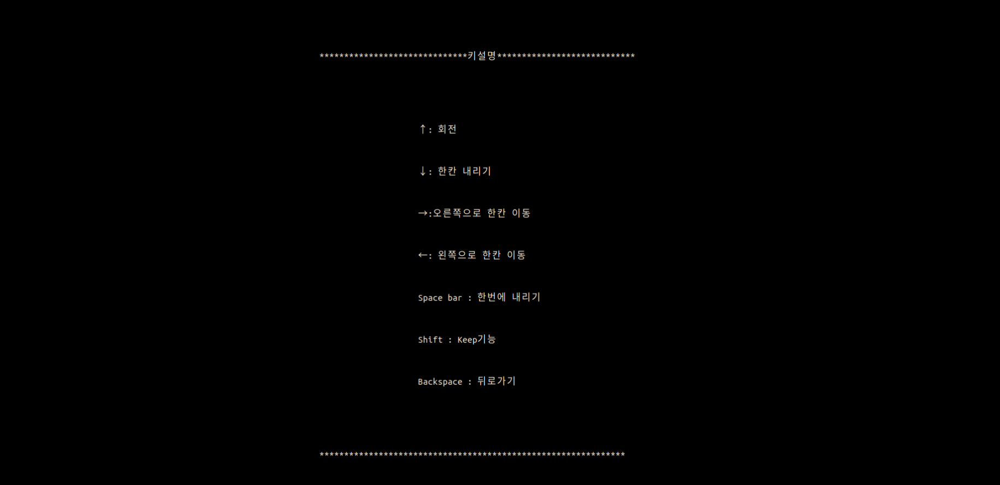 ******************************키설명****************************
↑: 회전
↓: 한칸 내리기
→:오른쪽으로 한칸 이동
←: 왼쪽으로 한칸 이동
Space bar : 한번에 내리기
Shift : Keep기능
Backspace : 뒤로가기
**************************************************************